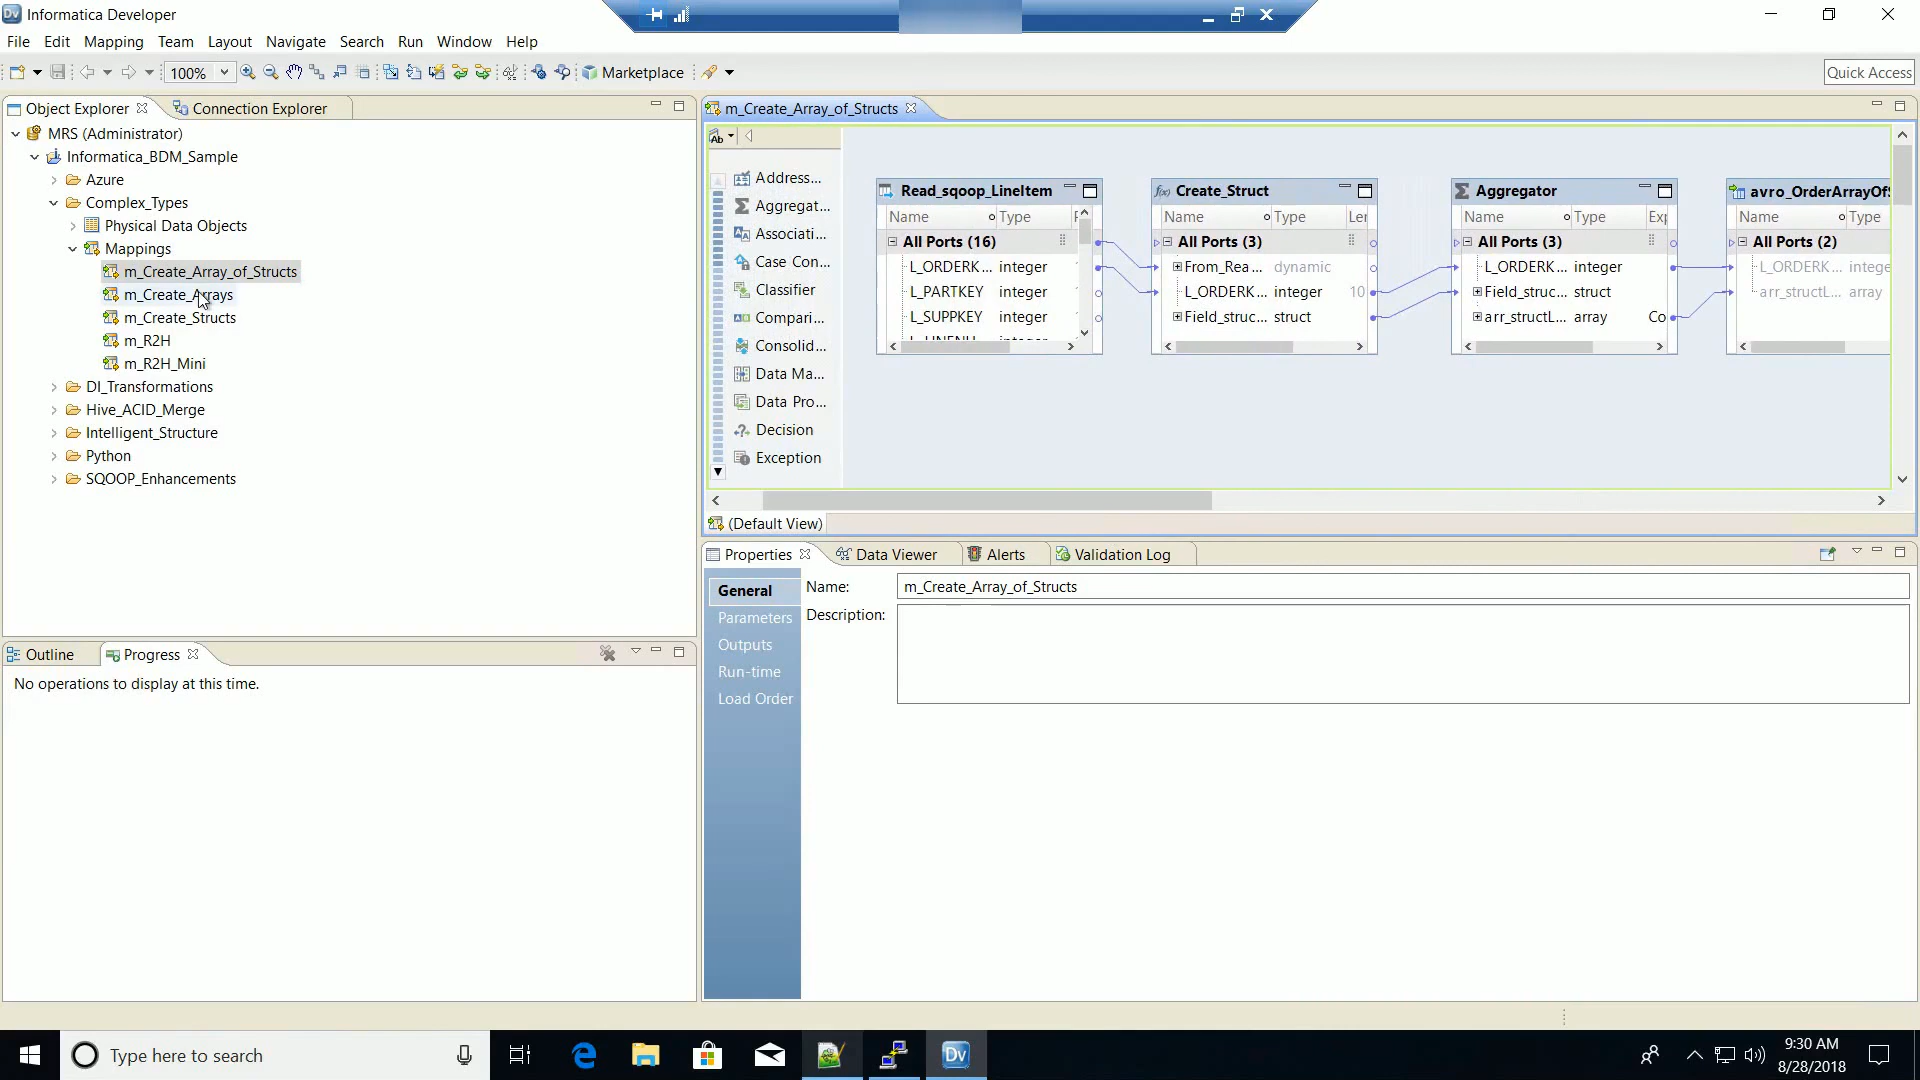 Informatica Developer
File Edit Mapping Team Layout Navigate Search Run Window Help
100% Marketplace Quick Access
Object Explorer Connection Explorer
MRS (Administrator)
Informatica_BDM_Sample
Azure
Complex_Types
Physical Data Objects
Mappings
m_Create_Array_of_Structs
m_Create_Arrays
m_Create_Structs
m_R2H
m_R2H_Mini
DI_Transformations
Hive_ACID_Merge
Intelligent_Structure
Python
SQOOP_Enhancements
Outline Progress
No operations to display at this time.
m_Create_Array_of_Structs
Ab
Address...
Aggregat...
Associati...
Case Con...
Classifier
Compari...
Consolid...
Data Ma...
Data Pro...
Decision
Exception
Read_sqoop_LineItem
Name Type
All Ports (16)
L_ORDERK... integer
L_PARTKEY integer
L_SUPPKEY integer
Create_Struct
Name Type Ler
All Ports (3)
From_Rea... dynamic
L_ORDERK... integer 10
Field_struc... struct
Aggregator
Name Type Exp
All Ports (3)
L_ORDERK... integer
Field_struc... struct
arr_structL... array Co
avro_OrderArrayOf
Name Type
All Ports (2)
L_ORDERK... intege
arr_structL... array
(Default View)
Properties Data Viewer Alerts Validation Log
General
Parameters
Outputs
Run-time
Load Order
Name: m_Create_Array_of_Structs
Description:
Type here to search
Dv
9:30 AM
8/28/2018